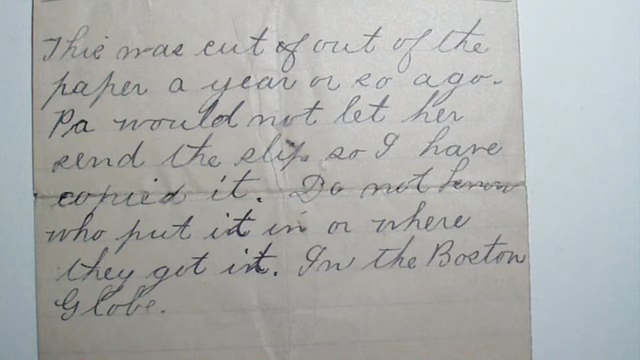 This was cut of out of the
paper a year or so ago.
Pa would not let her
send the slip so I have
copied it. Do not know
who put it in or where
they got it. In the Boston
Globe.